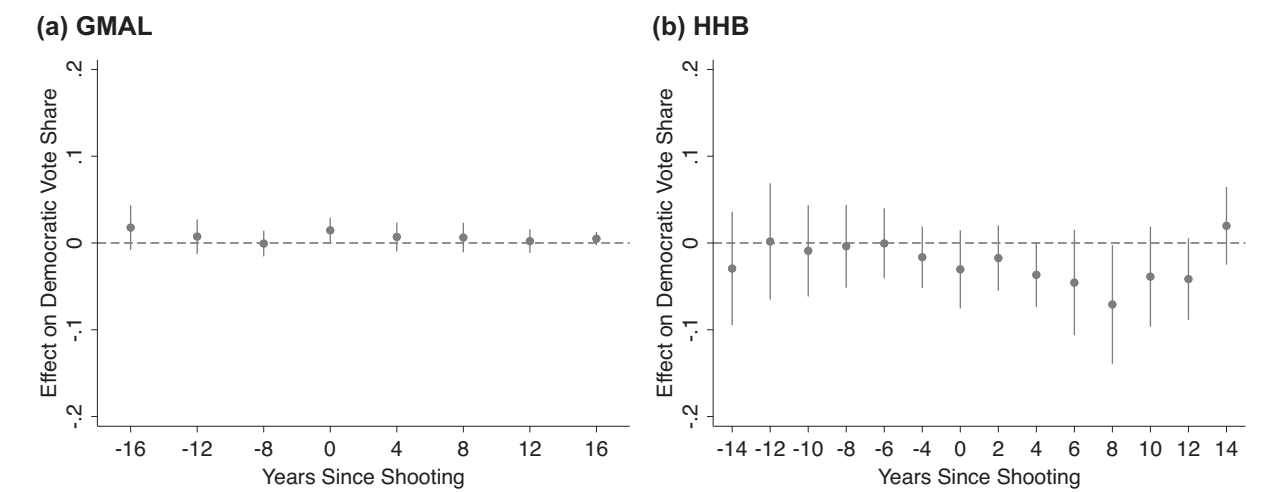 (a) GMAL
Effect on Democratic Vote Share
.2
.1
0
-.1
-.2
-16 -12 -8 0 4 8 12 16
Years Since Shooting
(b) HHB
Effect on Democratic Vote Share
.2
.1
0
-.1
-.2
-14 -12 -10 -8 -6 -4 0 2 4 6 8 10 12 14
Years Since Shooting